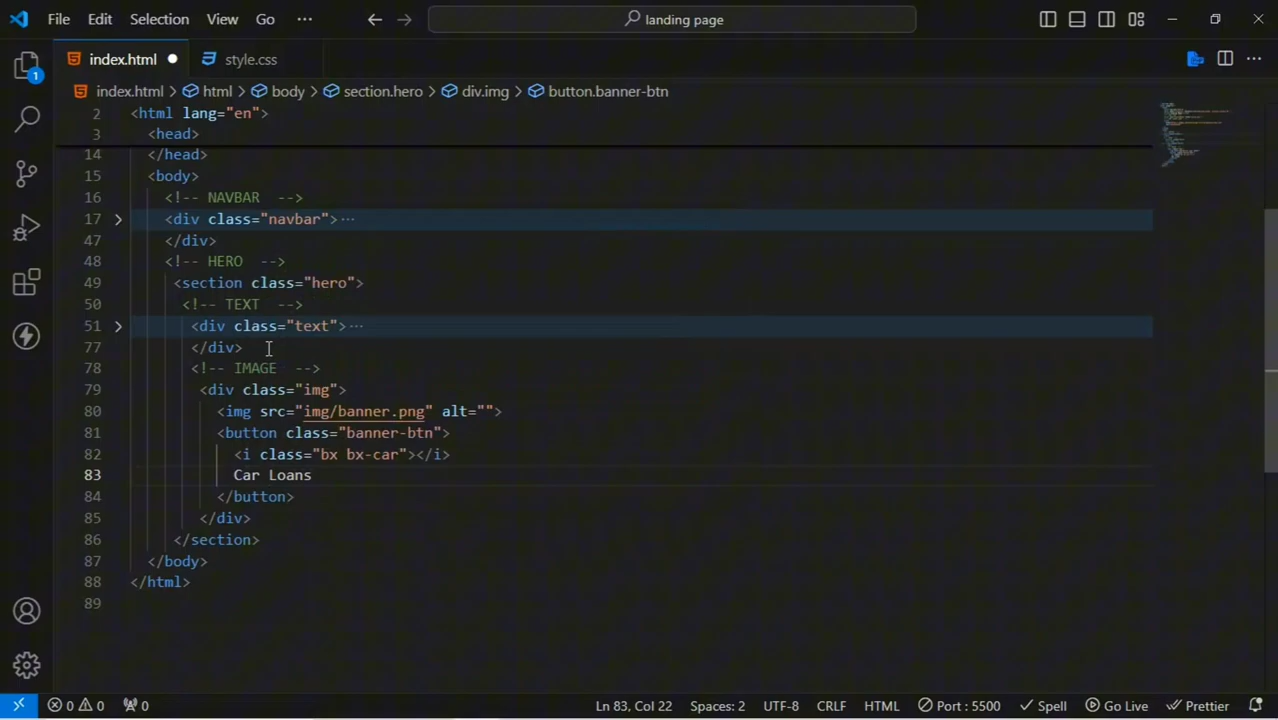 File Edit Selection View Go ··· landing page
index.html style.css
index.html > html > body > section.hero > div.img > button.banner-btn
1
2 <html lang="en">
3 <head>
14 </head>
15 <body>
16 <!-- NAVBAR -->
17 <div class="navbar">···
47 </div>
48 <!-- HERO -->
49 <section class="hero">
50 <!-- TEXT -->
51 <div class="text">···
77 </div>
78 <!-- IMAGE -->
79 <div class="img">
80 <img src="img/banner.png" alt="">
81 <button class="banner-btn">
82 <i class="bx bx-car"></i>
83 Car Loans
84 </button>
85 </div>
86 </section>
87 </body>
88 </html>
89
0 0 0 Ln 83, Col 22 Spaces: 2 UTF-8 CRLF HTML Port : 5500 Spell Go Live Prettier